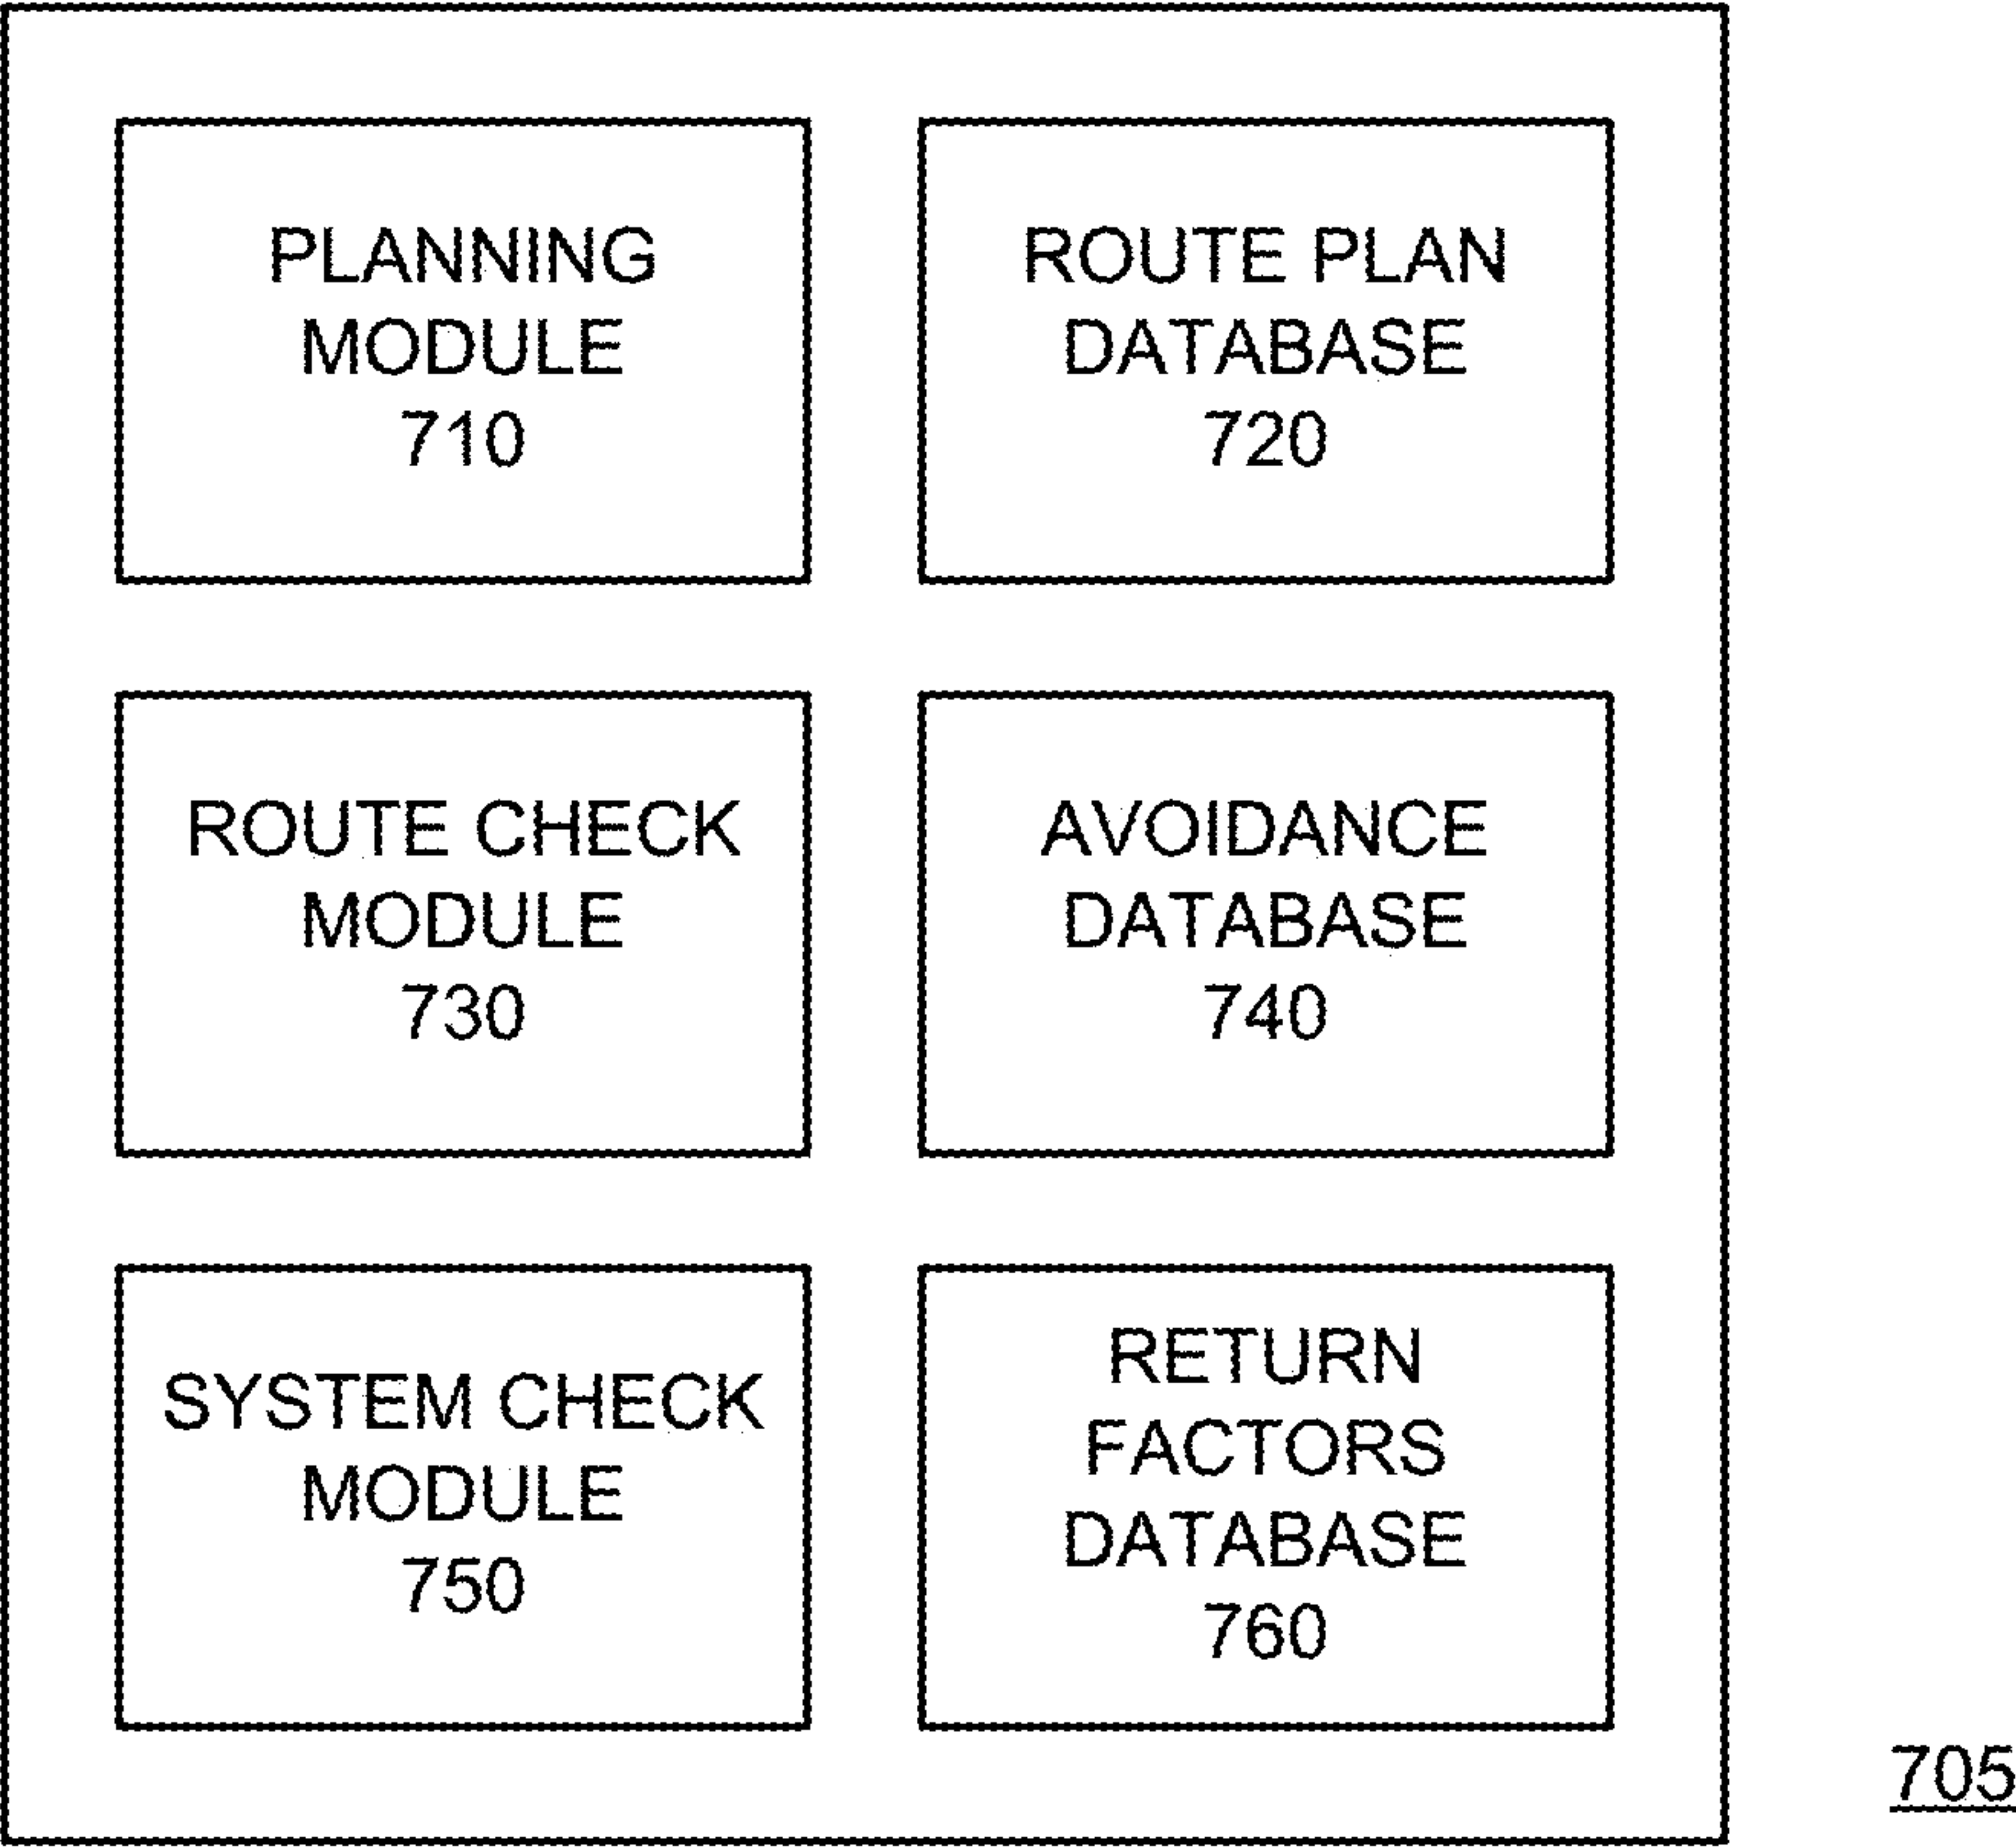 PLANNING
MODULE
710
ROUTE PLAN
DATABASE
720
ROUTE CHECK
MODULE
730
AVOIDANCE
DATABASE
740
SYSTEM CHECK
MODULE
750
RETURN
FACTORS
DATABASE
760
705